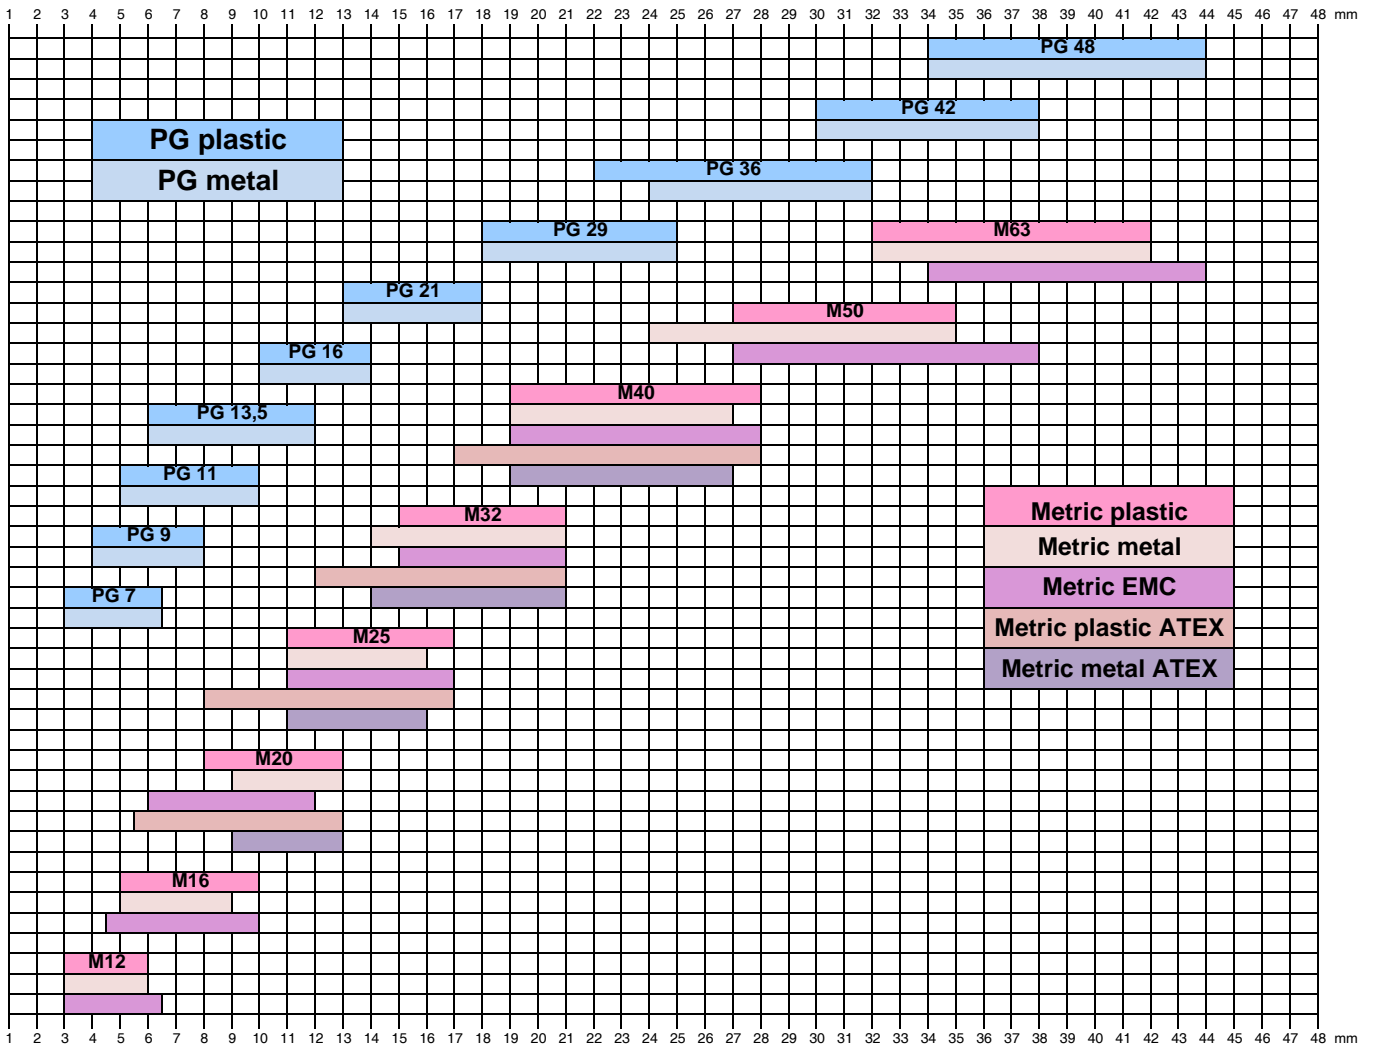 1 2 3 4 5 6 7 8 9 10 11 12 13 14 15 16 17 18 19 20 21 22 23 24 25 26 27 28 29 30 31 32 33 34 35 36 37 38 39 40 41 42 43 44 45 46 47 48 mm
PG 48
PG 42
PG plastic
PG 36
PG metal
PG 29
M63
PG 21
M50
PG 16
M40
PG 13,5
PG 11
M32
Metric plastic
PG 9
Metric metal
Metric EMC
PG 7
Metric plastic ATEX
M25
Metric metal ATEX
M20
M16
M12
1 2 3 4 5 6 7 8 9 10 11 12 13 14 15 16 17 18 19 20 21 22 23 24 25 26 27 28 29 30 31 32 33 34 35 36 37 38 39 40 41 42 43 44 45 46 47 48 mm